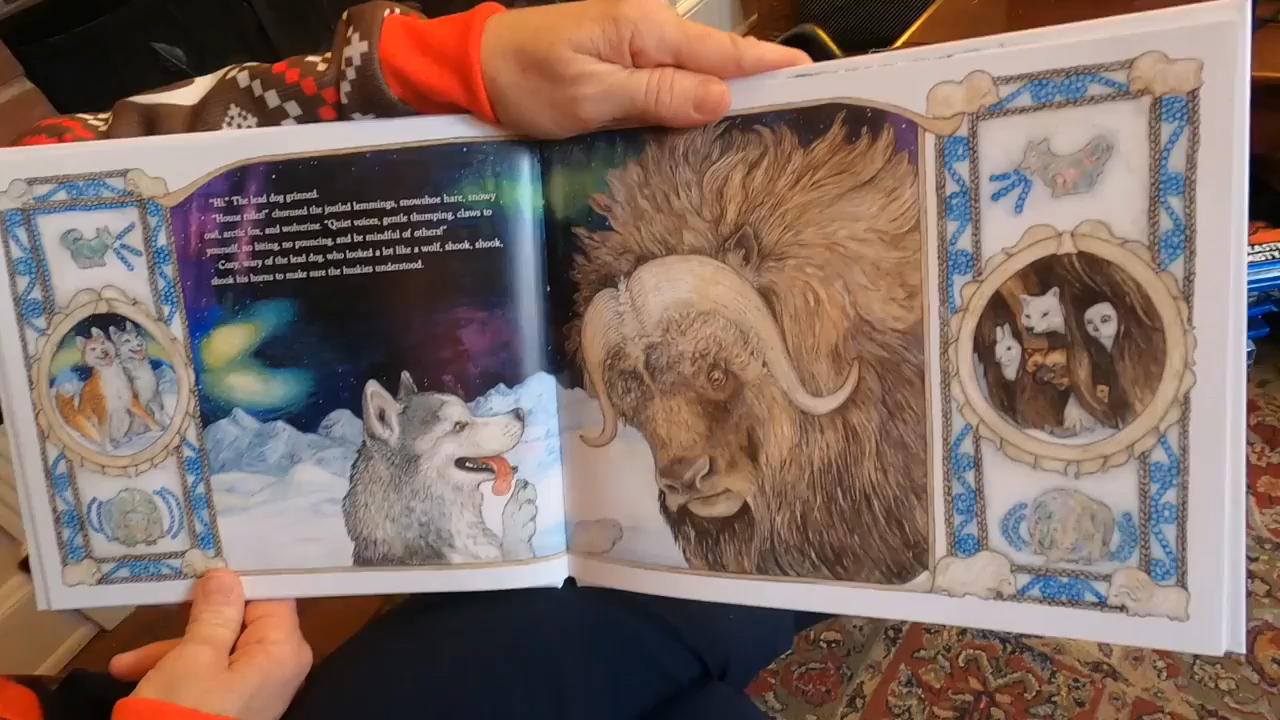 "Hi." The lead dog grinned.
"House rules!" chorused the jostled lemmings, snowshoe hare, snowy
owl, arctic fox, and wolverine. "Quiet voices, gentle thumping, claws to
yourself, no biting, no pouncing, and be mindful of others!"
Cozy, wary of the lead dog, who looked a lot like a wolf, shook, shook,
shook his horns to make sure the huskies understood.